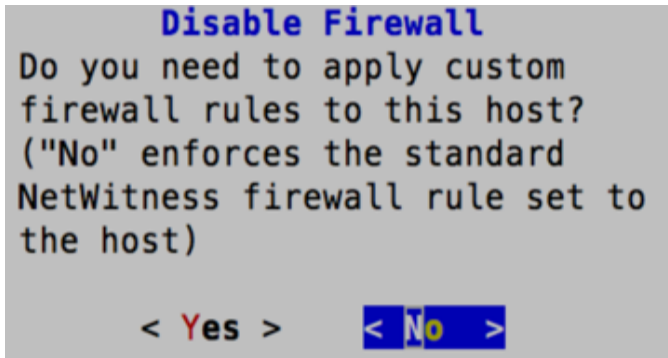 Disable Firewall
Do you need to apply custom
firewall rules to this host?
("No" enforces the standard
NetWitness firewall rule set to
the host)
< Yes > < No >